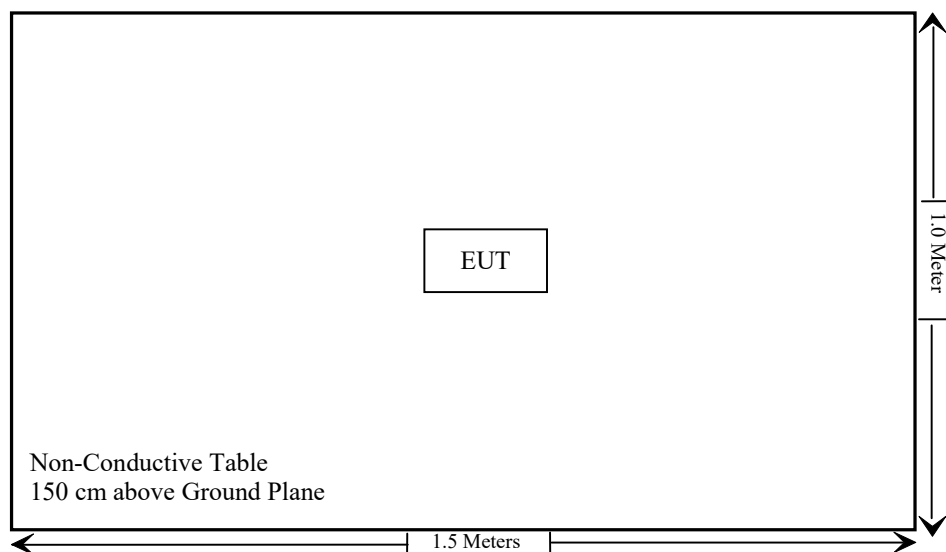 EUT
1.0 Meter
Non-Conductive Table
150 cm above Ground Plane
1.5 Meters